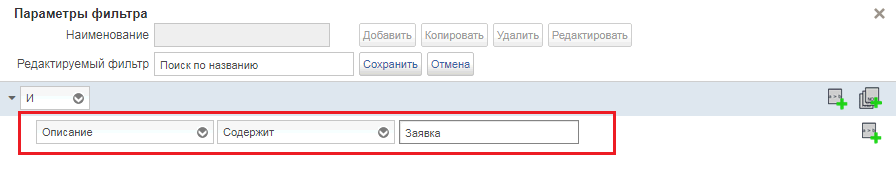 Параметры фильтра
Наименование Добавить Копировать Удалить Редактировать
Редактируемый фильтр Поиск по названию Сохранить Отмена
И
Описание Содержит Заявка